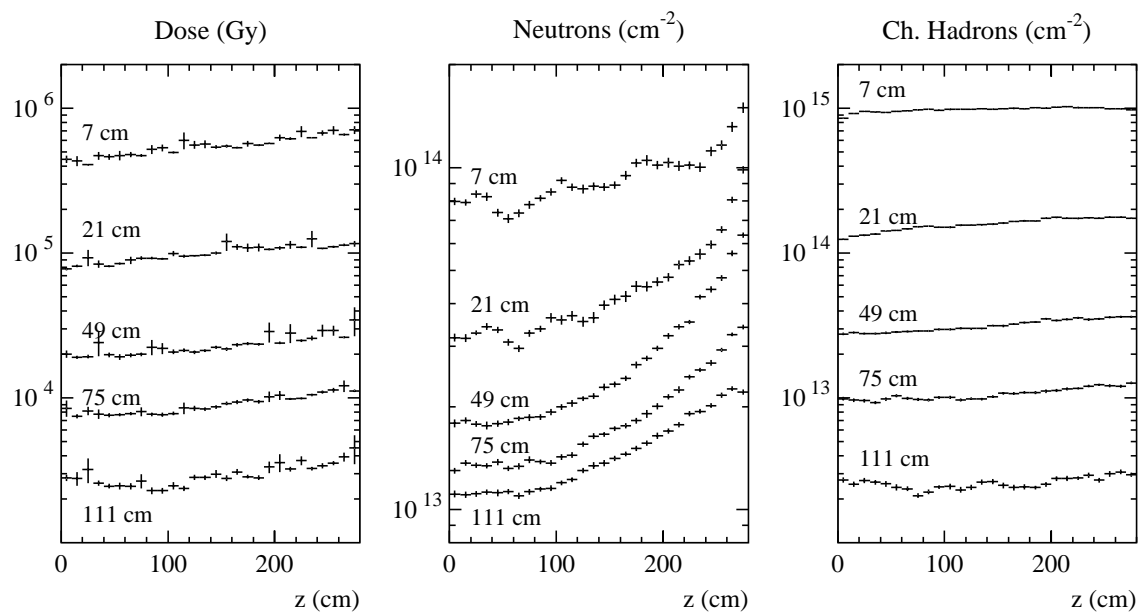 Dose (Gy)
10^6
10^5
10^4
7 cm
21 cm
49 cm
75 cm
111 cm
0
100
200
z (cm)
Neutrons (cm^-2)
10^14
10^13
7 cm
21 cm
49 cm
75 cm
111 cm
0
200
z (cm)
Ch. Hadrons (cm^-2)
10^15
10^14
10^13
7 cm
21 cm
49 cm
75 cm
111 cm
0
200
z (cm)